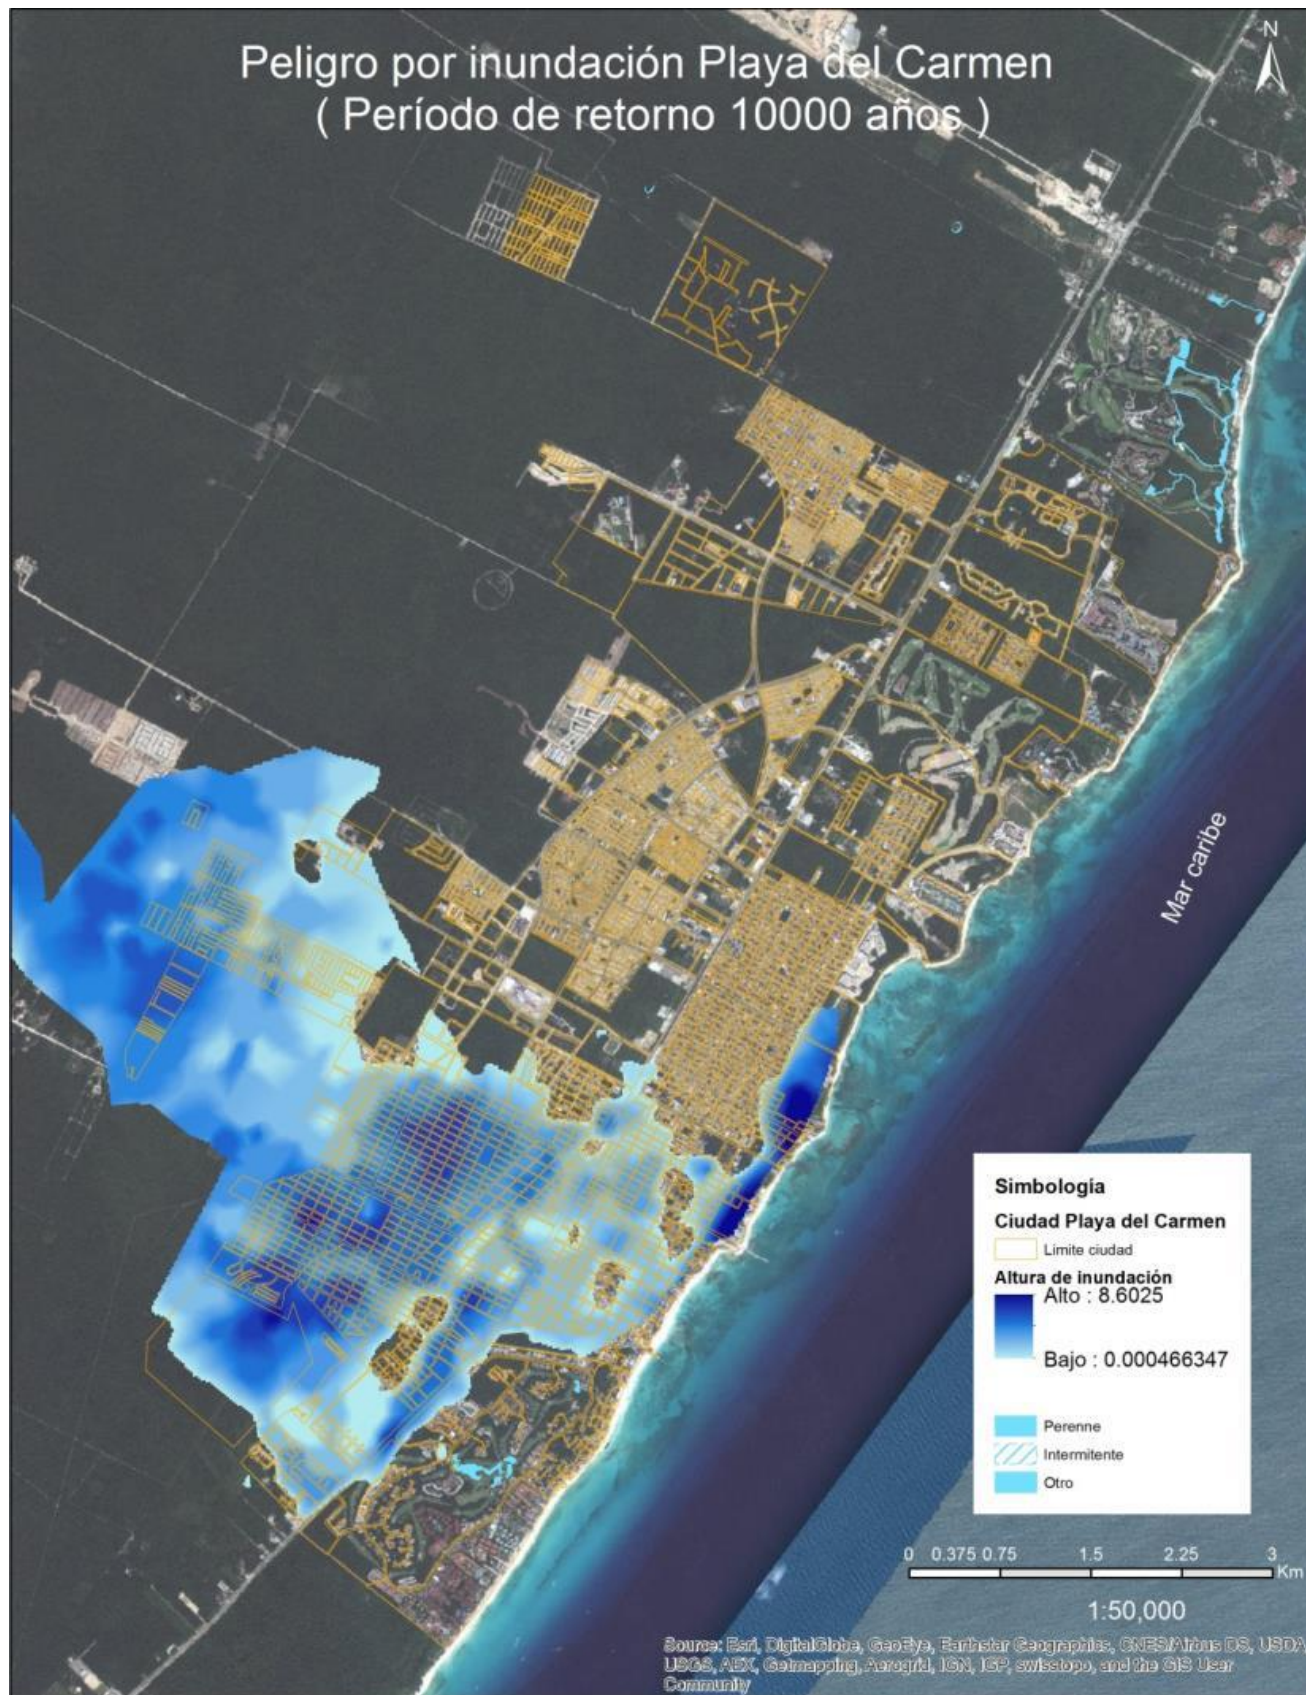 Peligro por inundación Playa del Carmen
( Período de retorno 10000 años )
N
Mar caribe
Simbología
Ciudad Playa del Carmen
Limite ciudad
Altura de inundación
Alto : 8.6025
Bajo : 0.000466347
Perenne
Intermitente
Otro
0 0.375 0.75 1.5 2.25 3
Km
1:50,000
Source: Esri, DigitalGlobe, GeoEye, Earthstar Geographics, CNES/Airbus DS, USDA,
USGS, AEX, Getmapping, Aerogrid, IGN, IGP, swisstopo, and the GIS User
Community